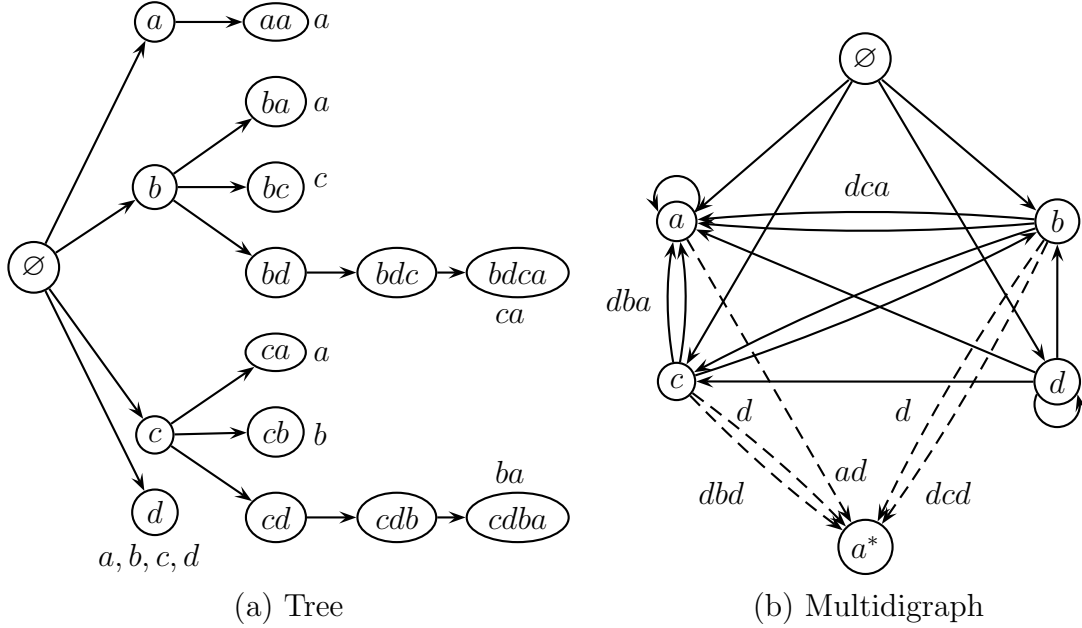 a aa a
∅
ba a
dca
b bc c
a b
∅
bd bdc bdca
ca
dba
ca a
c d
c cb b
d d
ba
ad
dbd dcd
d cd cdb cdba
a*
a, b, c, d
(a) Tree (b) Multidigraph